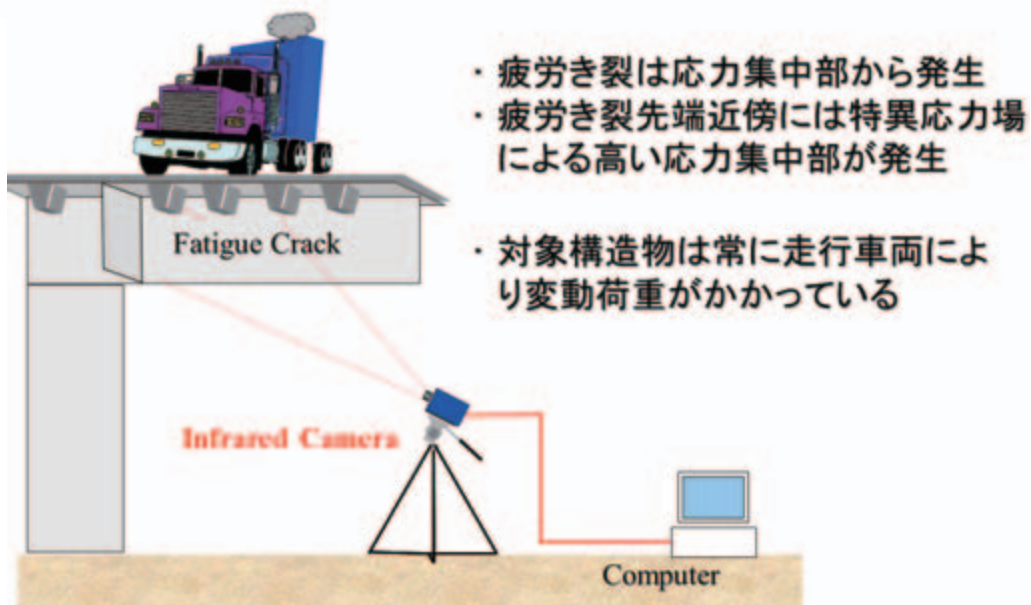 ・疲労き裂は応力集中部から発生
・疲労き裂先端近傍には特異応力場
による高い応力集中部が発生
・対象構造物は常に走行車両によ
り変動荷重がかかっている
Fatigue Crack
Infrared Camera
Computer